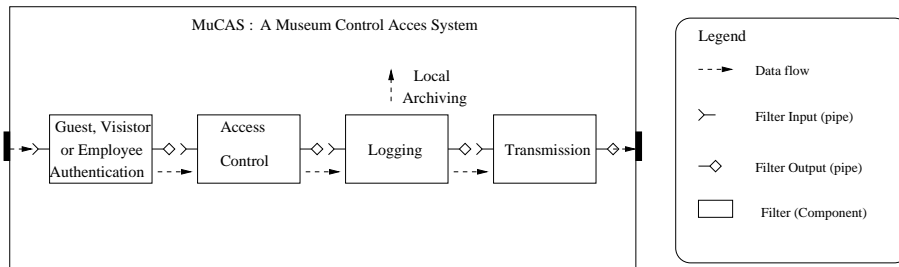 MuCAS : A Museum Control Acces System
Local
Archiving
Guest, Visistor
or Employee
Authentication
Access
Control
Logging
Transmission
Legend
Data flow
Filter Input (pipe)
Filter Output (pipe)
Filter (Component)